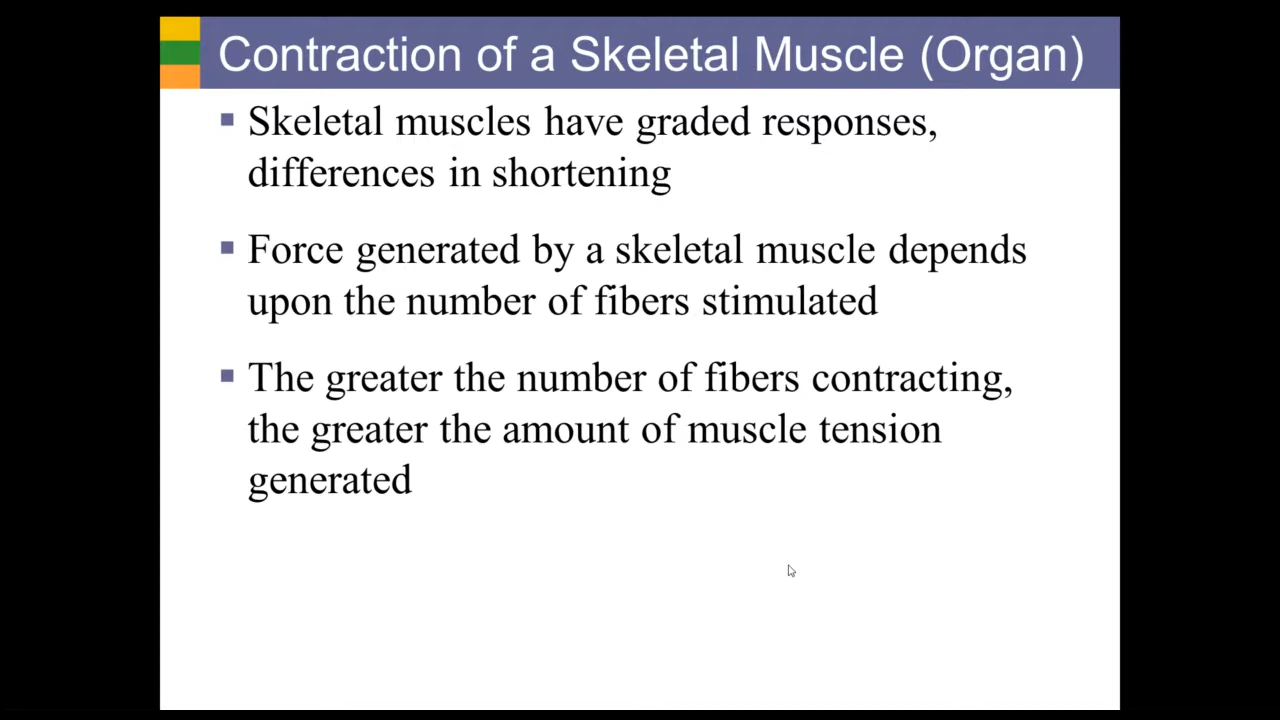 Contraction of a Skeletal Muscle (Organ)
▪ Skeletal muscles have graded responses,
differences in shortening
▪ Force generated by a skeletal muscle depends
upon the number of fibers stimulated
▪ The greater the number of fibers contracting,
the greater the amount of muscle tension
generated